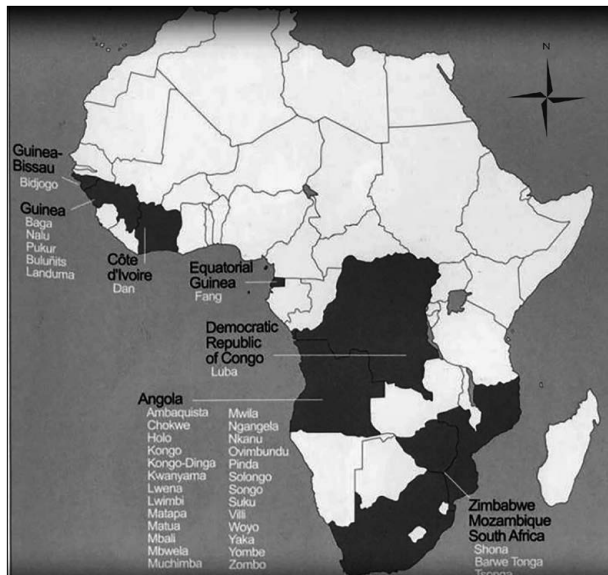 N
Guinea-
Bissau
Bidjogo
Guinea
Baga
Nalu
Pukur
Buluñits
Landuma
Côte
d'Ivoire
Dan
Equatorial
Guinea
Fang
Democratic
Republic
of Congo
Luba
Angola
Ambaquista
Chokwe
Holo
Kongo
Kongo-Dinga
Kwanyama
Lwena
Lwimbi
Matapa
Matua
Mbali
Mbwela
Muchimba
Mwila
Ngangela
Nkanu
Ovimbundu
Pinda
Solongo
Songo
Suku
Villi
Woyo
Yaka
Yombe
Zombo
Zimbabwe
Mozambique
South Africa
Shona
Barwe Tonga
Tsonga